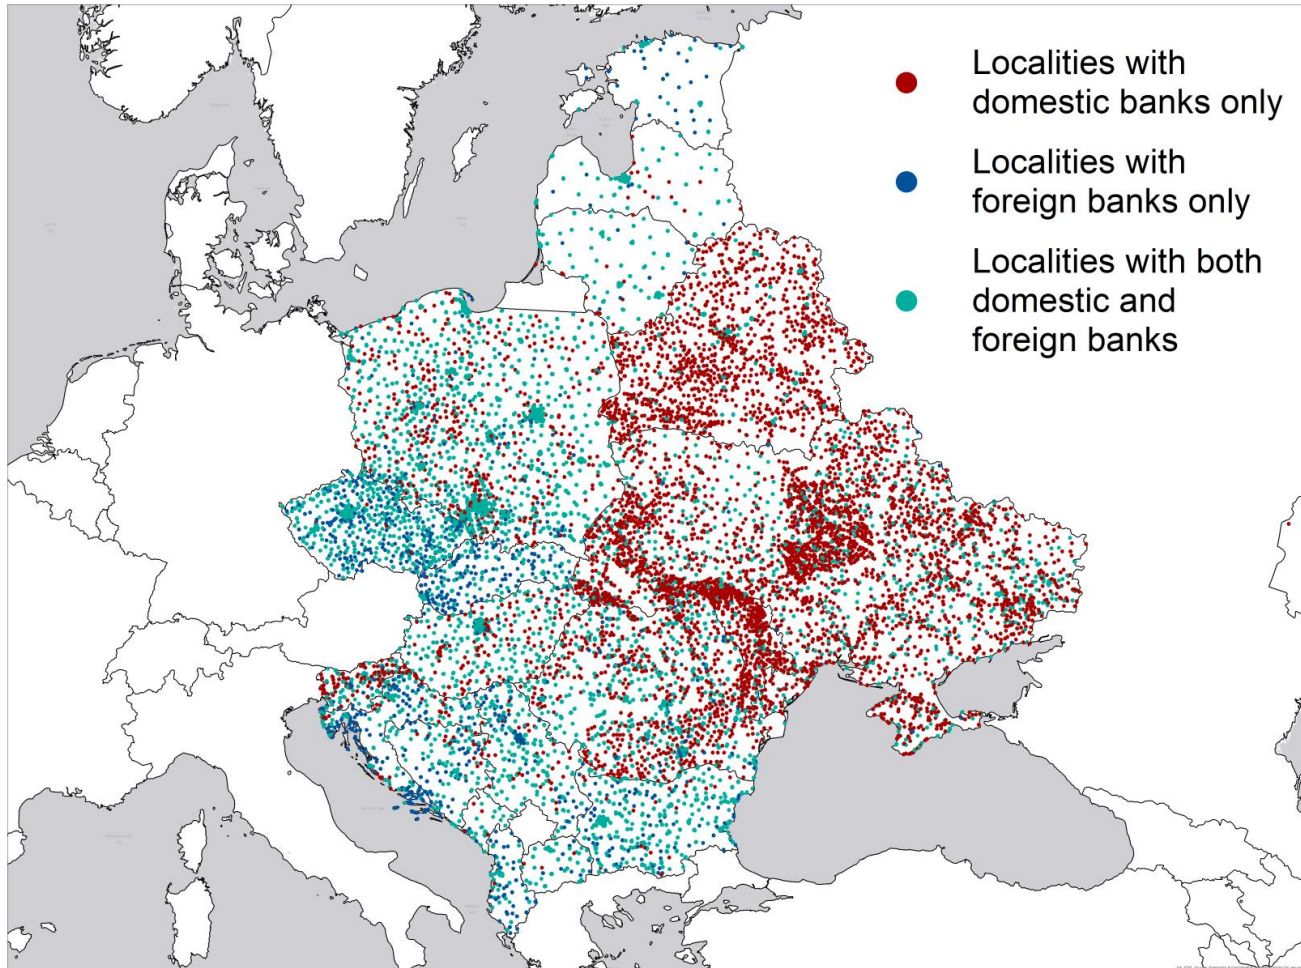 Localities with
domestic banks only
Localities with
foreign banks only
Localities with both
domestic and
foreign banks